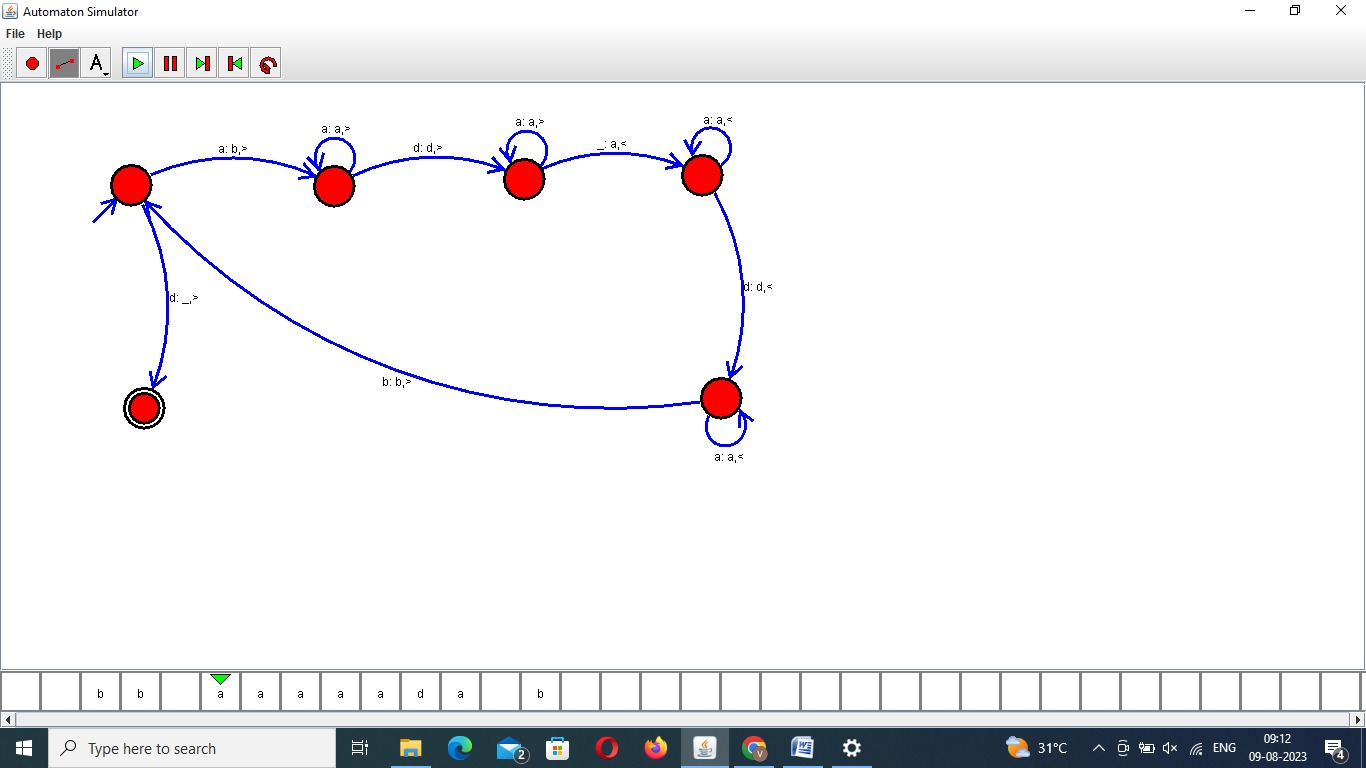 Automaton Simulator
File Help
A
a: a,>
a: a,>
a: a,<
a: b,>
d: d,>
_: a,<
d: _,>
d: d,<
b: b,>
a: a,<
b b a a a a a d a b
Type here to search
2
31°C
ENG
09:12
09-08-2023
4